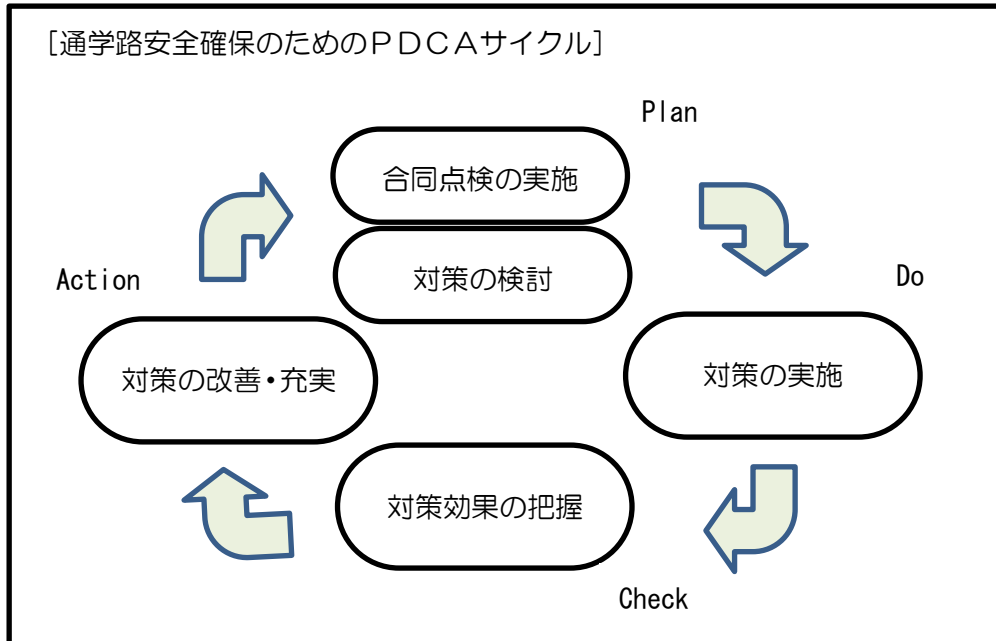 [通学路安全確保のためのPDCAサイクル]
Plan
合同点検の実施
対策の検討
Action
Do
対策の改善・充実
対策の実施
対策効果の把握
Check